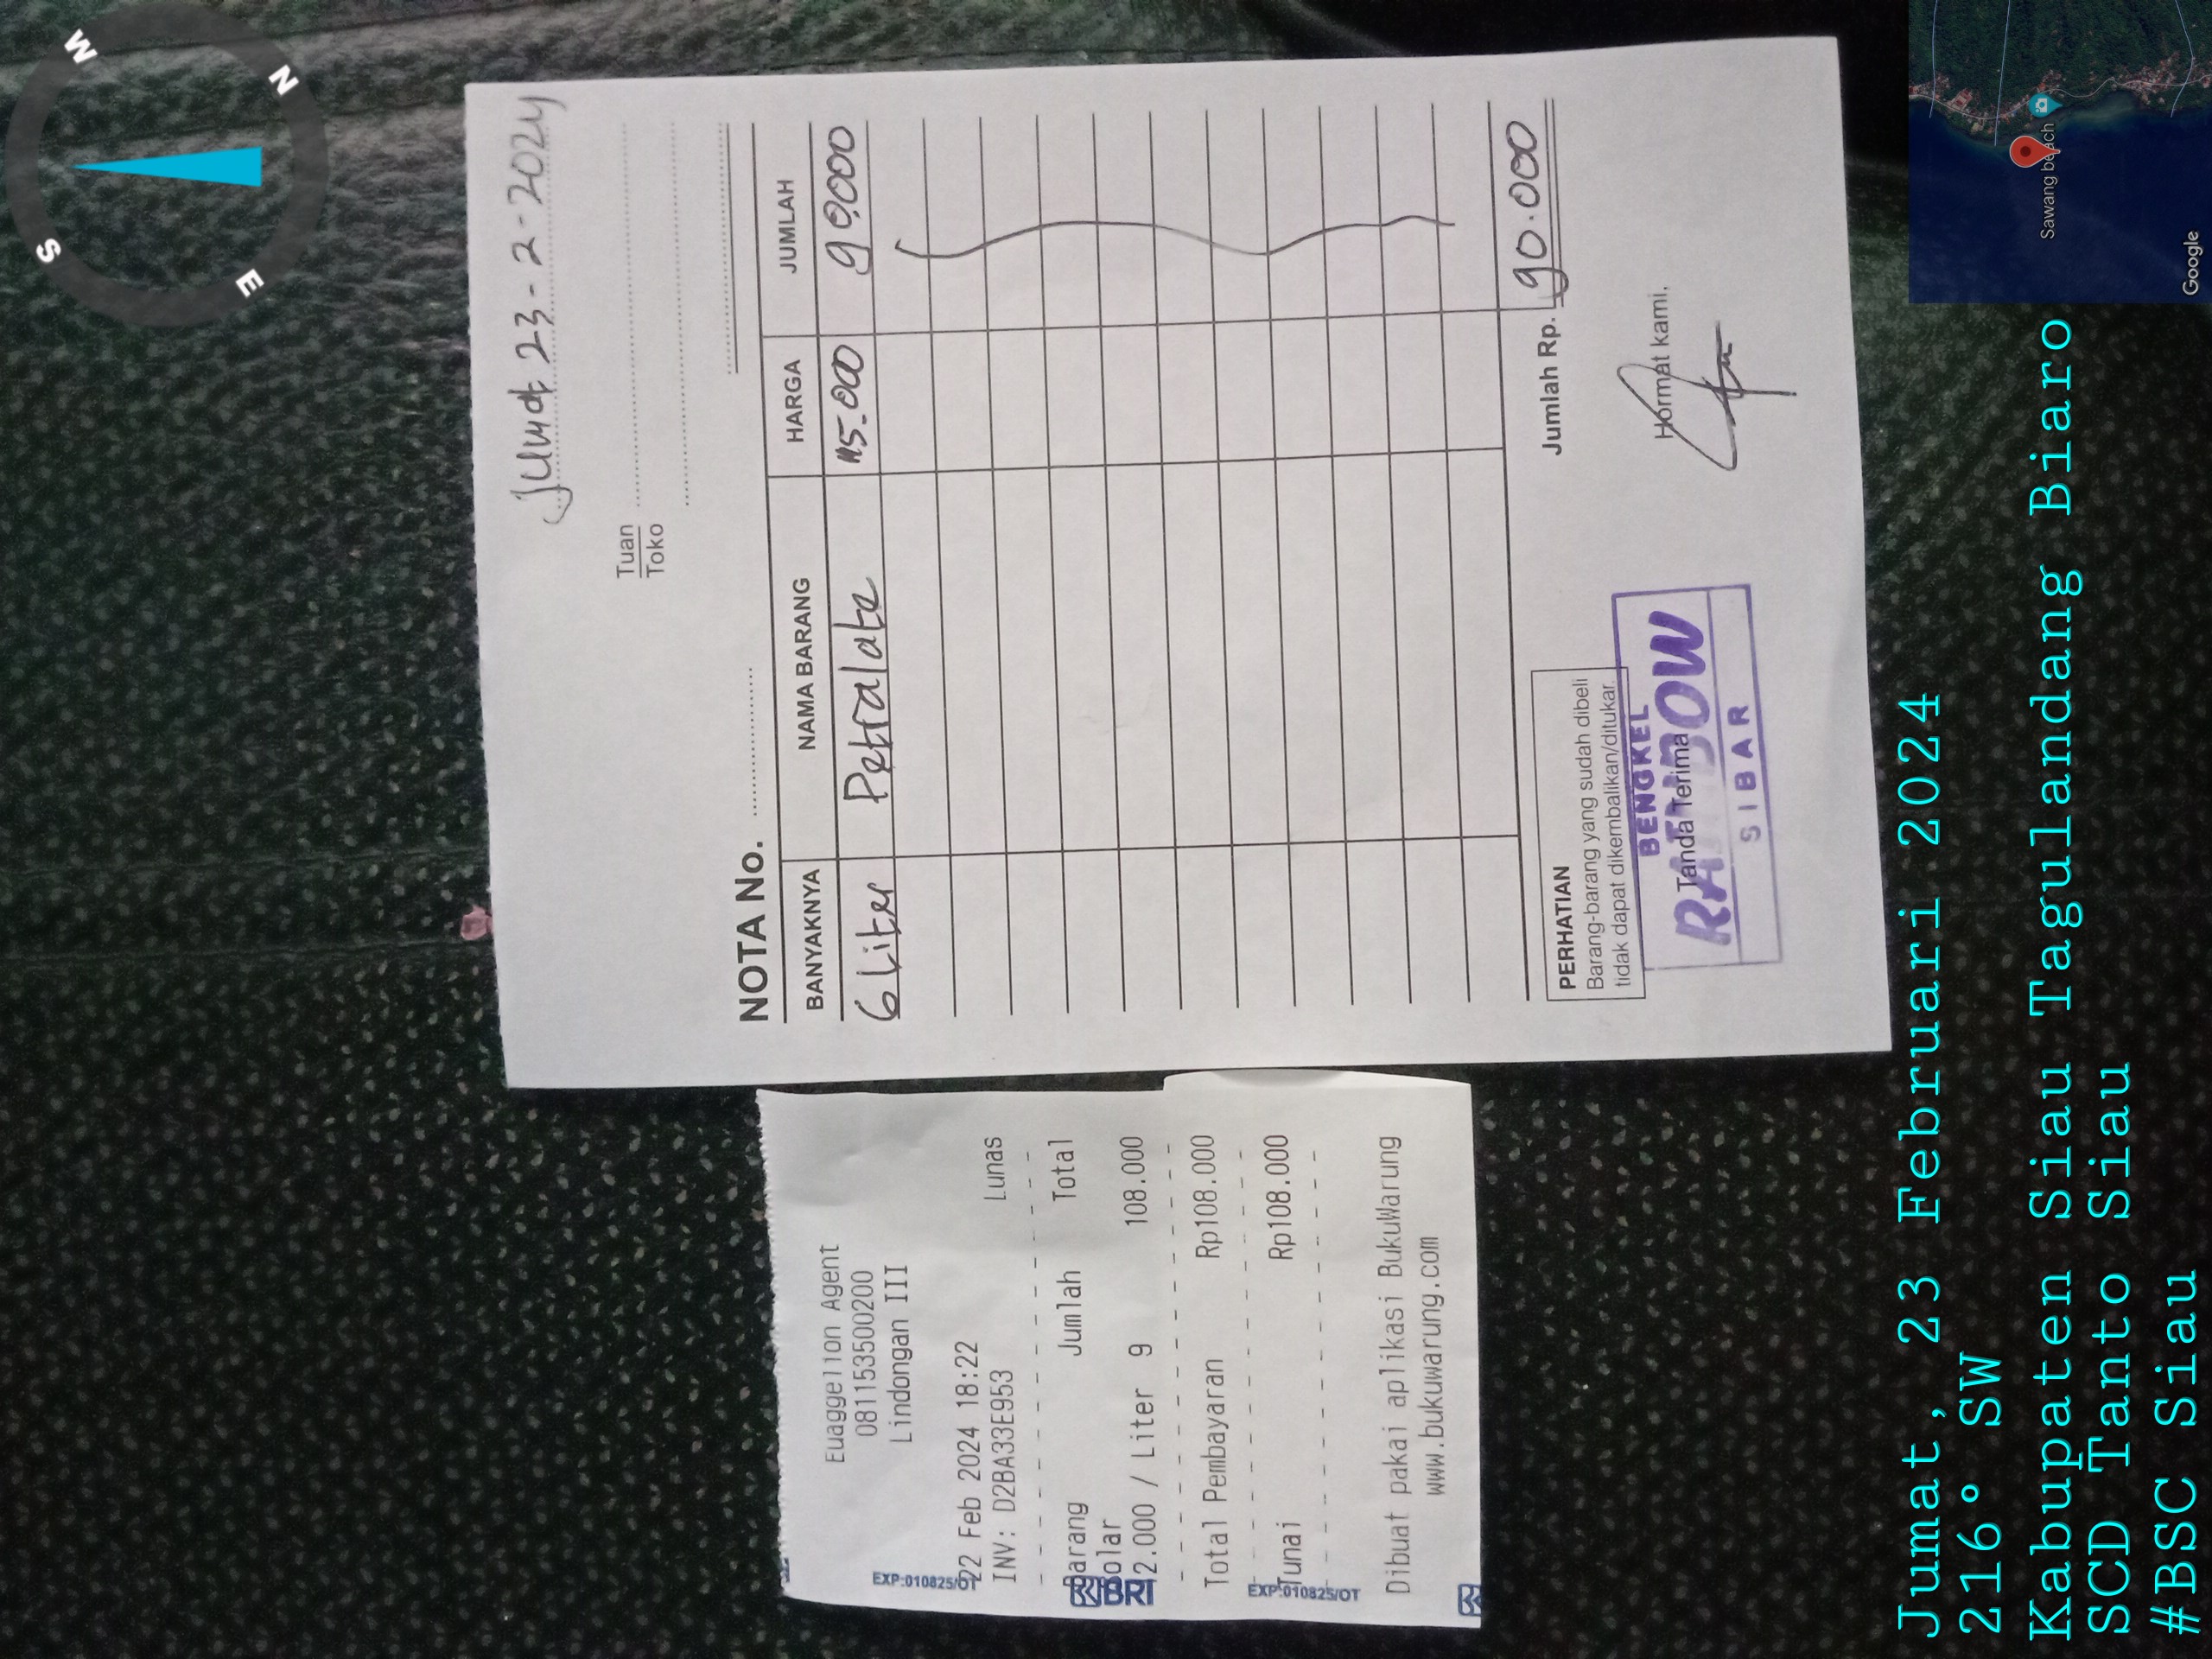 W
N
S
E
Jumat 23-2-2024
Tuan
Toko
NOTA No.
BANYAKNYA NAMA BARANG HARGA JUMLAH
6 Liter Pertalate 15.000 90.000
Jumlah Rp. 90.000
PERHATIAN
Barang-barang yang sudah dibeli
tidak dapat dikembalikan/ditukar.
Tanda Terima
Hormat kami,
BENGKEL
RAINBOW
SIBAR
Euaggelion Agent
081153500200
Lindongan III
22 Feb 2024 18:22
INV: D2BA33E953
Lunas
Barang Jumlah Total
olar
2.000 / Liter 9 108.000
Total Pembayaran Rp108.000
Tunai Rp108.000
Dibuat pakai aplikasi BukuWarung
www.bukuwarung.com
EXP:010825/OT
BRI
EXP:010825/OT
Jumat, 23 Februari 2024
216° SW
Kabupaten Siau Tagulandang Biaro
SCD Tanto Siau
#BSC Siau
Sawang beach
Google